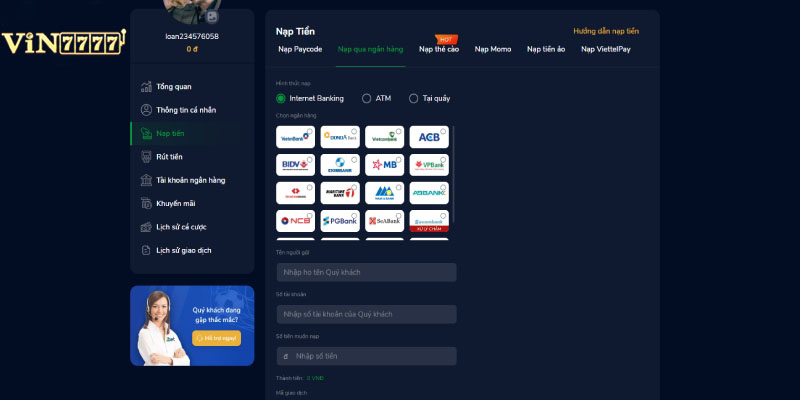 ViN7777
loan234576058
0 đ
Tổng quan
Thông tin cá nhân
Nạp tiền
Rút tiền
Tài khoản ngân hàng
Khuyến mãi
Lịch sử cá cược
Lịch sử giao dịch
Quý khách đang
gặp thắc mắc?
Hỗ trợ ngay!
Nạp Tiền
Hướng dẫn nạp tiền
HOT
Nạp Paycode
Nạp qua ngân hàng
Nạp thẻ cào
Nạp Momo
Nạp tiền ảo
Nạp ViettelPay
Hình thức nạp
Internet Banking
ATM
Tại quầy
Chọn ngân hàng
VietinBank
DONGA Bank
Vietcombank
ACB
BIDV
EXIMBANK
MB
VPBank
TECHCOMBANK
MARITIME BANK
NAM A BANK
ABBANK
NCB
PGBank
SeABank
Sacombank
XỬ LÝ CHẬM
Tên người gửi
Nhập họ tên Quý khách
Số tài khoản
Nhập số tài khoản của Quý khách
Số tiền muốn nạp
đ Nhập số tiền
Thành tiền: 0 VND
Mã giao dịch